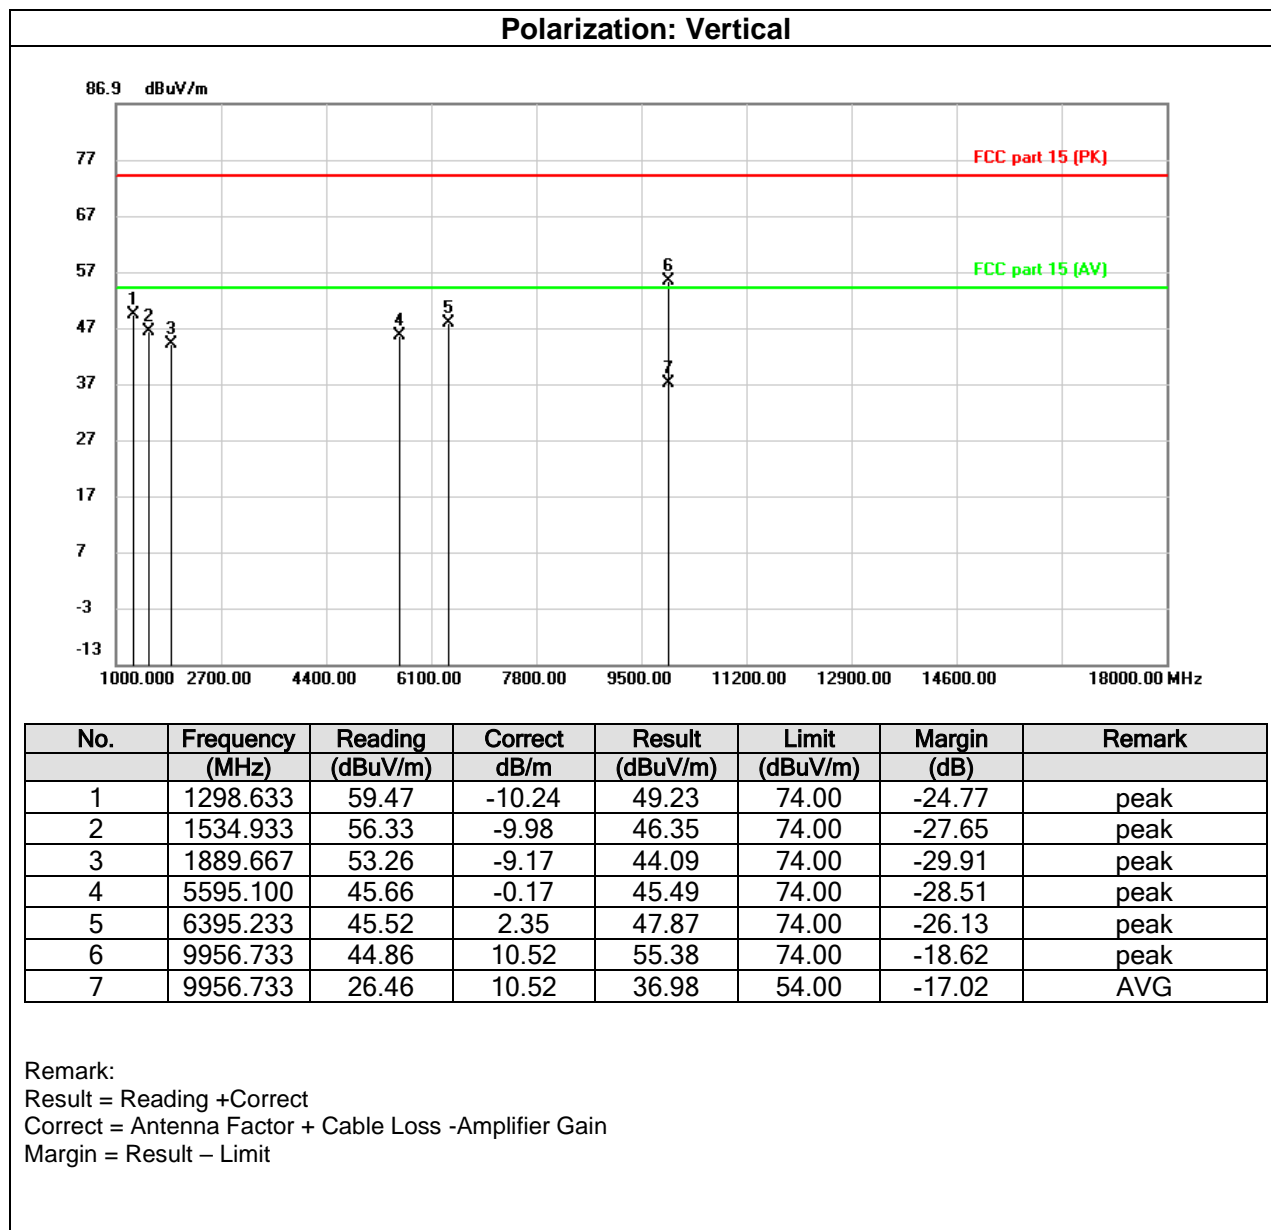 Polarization: Vertical
86.9 dBuV/m
77
FCC part 15 (PK)
67
57
FCC part 15 (AV)
6
1
2
3
4
5
47
7
37
27
17
7
-3
-13
1000.000 2700.00 4400.00 6100.00 7800.00 9500.00 11200.00 12900.00 14600.00 18000.00 MHz
No. Frequency Reading Correct Result Limit Margin Remark
(MHz) (dBuV/m) dB/m (dBuV/m) (dBuV/m) (dB)
1 1298.633 59.47 -10.24 49.23 74.00 -24.77 peak
2 1534.933 56.33 -9.98 46.35 74.00 -27.65 peak
3 1889.667 53.26 -9.17 44.09 74.00 -29.91 peak
4 5595.100 45.66 -0.17 45.49 74.00 -28.51 peak
5 6395.233 45.52 2.35 47.87 74.00 -26.13 peak
6 9956.733 44.86 10.52 55.38 74.00 -18.62 peak
7 9956.733 26.46 10.52 36.98 54.00 -17.02 AVG
Remark:
Result = Reading +Correct
Correct = Antenna Factor + Cable Loss -Amplifier Gain
Margin = Result – Limit